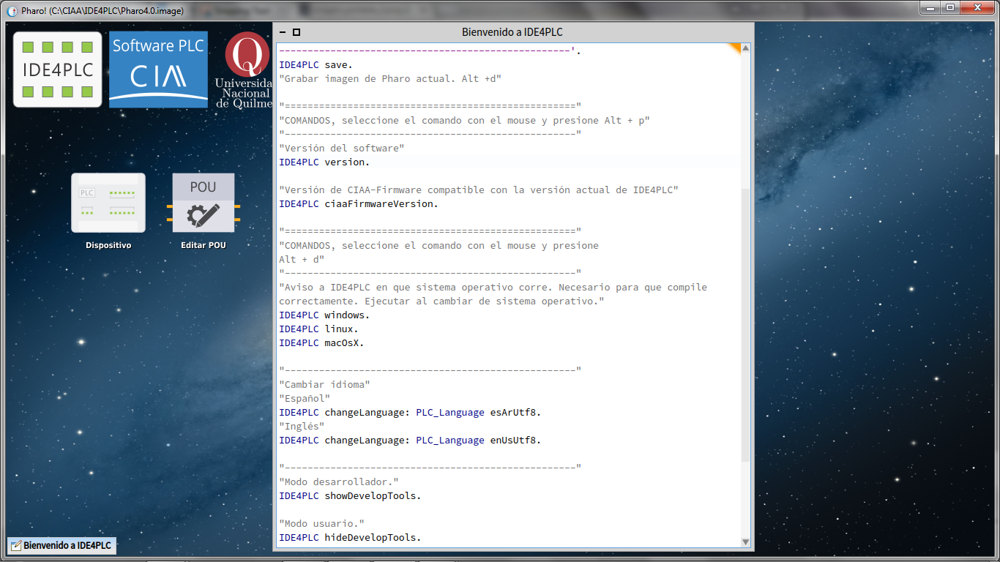 Pharo! (C:\CIAA\IDE4PLC\Pharo4.0.image)
IDE4PLC
Software PLC
CIAA
Universida
Nacional
de Quilme
PLC
Dispositivo
POU
Editar POU
Bienvenido a IDE4PLC
---------------------------------------------------'.
IDE4PLC save.
"Grabar imagen de Pharo actual. Alt +d"
"==================================================="
"COMANDOS, seleccione el comando con el mouse y presione Alt + p"
"---------------------------------------------------"
"Versión del software"
IDE4PLC version.
"Versión de CIAA-Firmware compatible con la versión actual de IDE4PLC"
IDE4PLC ciaaFirmwareVersion.
"==================================================="
"COMANDOS, seleccione el comando con el mouse y presione
Alt + d"
"---------------------------------------------------"
"Aviso a IDE4PLC en que sistema operativo corre. Necesario para que compile
correctamente. Ejecutar al cambiar de sistema operativo."
IDE4PLC windows.
IDE4PLC linux.
IDE4PLC macOsX.
"---------------------------------------------------"
"Cambiar idioma"
"Español"
IDE4PLC changeLanguage: PLC_Language esArUtf8.
"Inglés"
IDE4PLC changeLanguage: PLC_Language enUsUtf8.
"---------------------------------------------------"
"Modo desarrollador."
IDE4PLC showDevelopTools.
"Modo usuario."
IDE4PLC hideDevelopTools.
Bienvenido a IDE4PLC